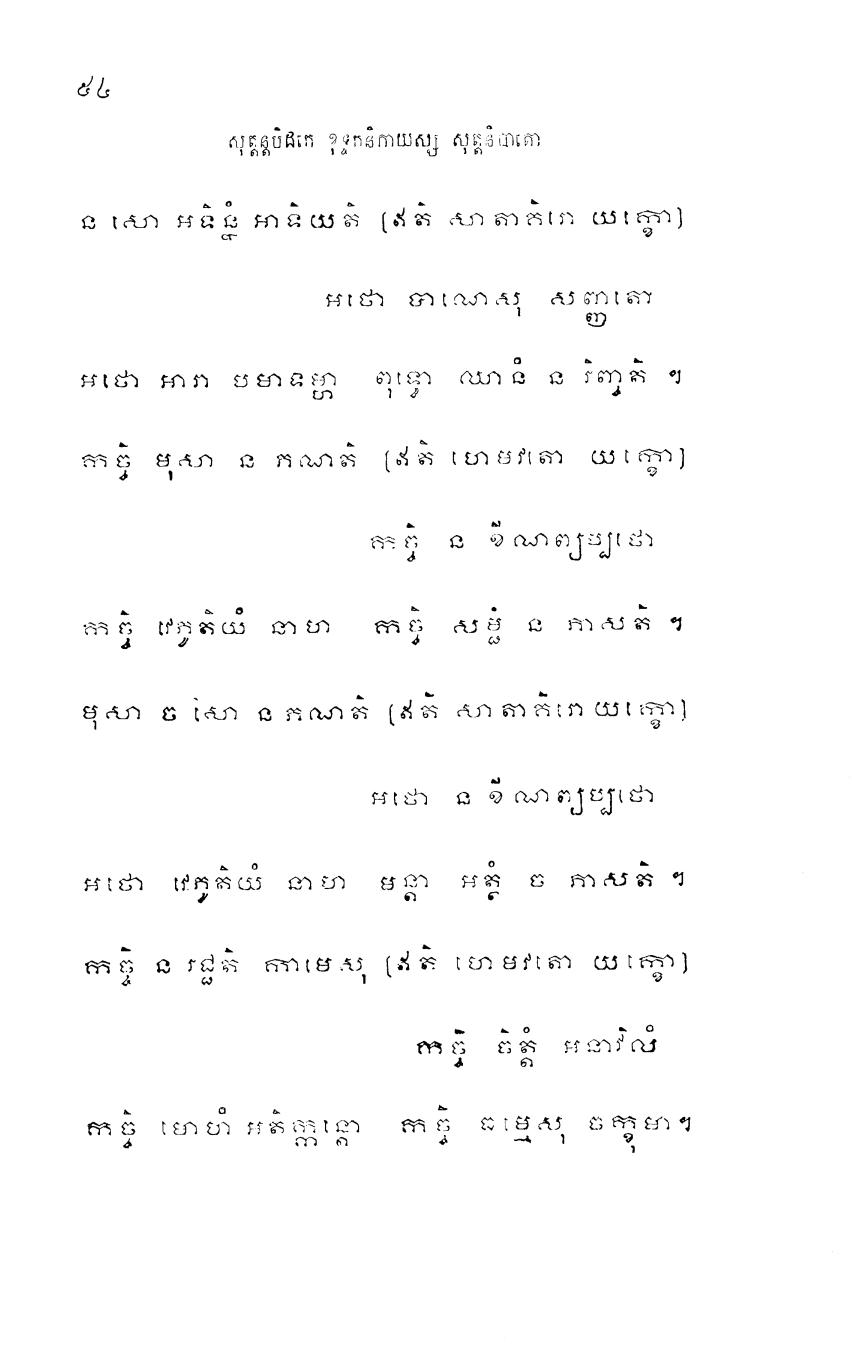 ៥៤
សុត្តន្តបិដកេ ខុទ្ទកនិកាយស្ស សុត្តនិបាតោ
ន សោ អទិន្នំ អាទិយតិ (ឥតិ សាតាគិរោ យក្ខោ)
អថោ បាណេសុ សញ្ញតោ
អថោ អារា បមាទម្ហា ពុទ្ធោ ឈានំ ន រិញ្ចតិ ។
កច្ចិ មុសា ន ភណតិ (ឥតិ ហេមវតោ យក្ខោ)
កច្ចិ ន ខីណព្យប្បថោ
កច្ចិ វេភូតិយំ នាហ កច្ចិ សម្ផំ ន ភាសតិ ។
មុសា ច សោ ន ភណតិ (ឥតិ សាតាគិរោ យក្ខោ)
អថោ ន ខីណព្យប្បថោ
អថោ វេភូតិយំ នាហ មន្តា អត្ថំ ច ភាសតិ ។
កច្ចិ ន រជ្ជតិ កាមេសុ (ឥតិ ហេមវតោ យក្ខោ)
កច្ចិ ចិត្តំ អនាវិលំ
កច្ចិ មោហំ អតិក្កន្តោ កច្ចិ ធម្មេសុ ចក្ខុមា។